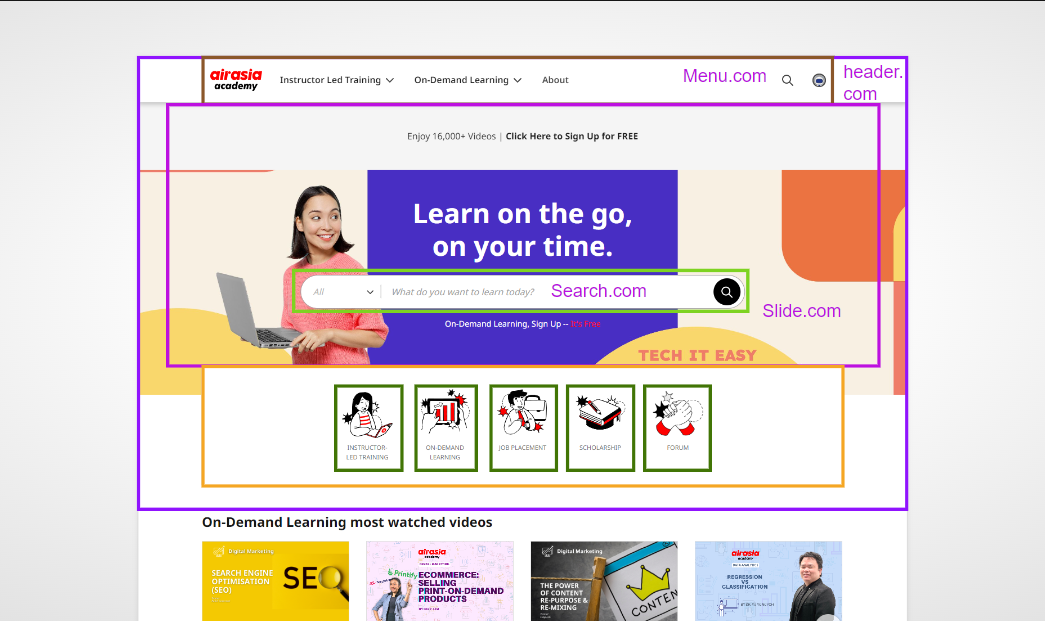 airasia
academy
Instructor Led Training
On-Demand Learning
About
Menu.com
header.
com
Enjoy 16,000+ Videos | Click Here to Sign Up for FREE
Learn on the go,
on your time.
All
What do you want to learn today?
Search.com
Slide.com
On-Demand Learning, Sign Up -- It's Free
TECH IT EASY
INSTRUCTOR-
LED TRAINING
ON-DEMAND
LEARNING
JOB PLACEMENT
SCHOLARSHIP
FORUM
On-Demand Learning most watched videos
Digital Marketing
SEARCH ENGINE
OPTIMISATION
(SEO)
SEO
airasia
academy
Printify
ECOMMERCE:
SELLING
PRINT-ON-DEMAND
PRODUCTS
Digital Marketing
THE POWER
OF CONTENT
RE-PURPOSE &
RE-MIXING
CONTEN
airasia
academy
REGRESSION
VS
CLASSIFICATION